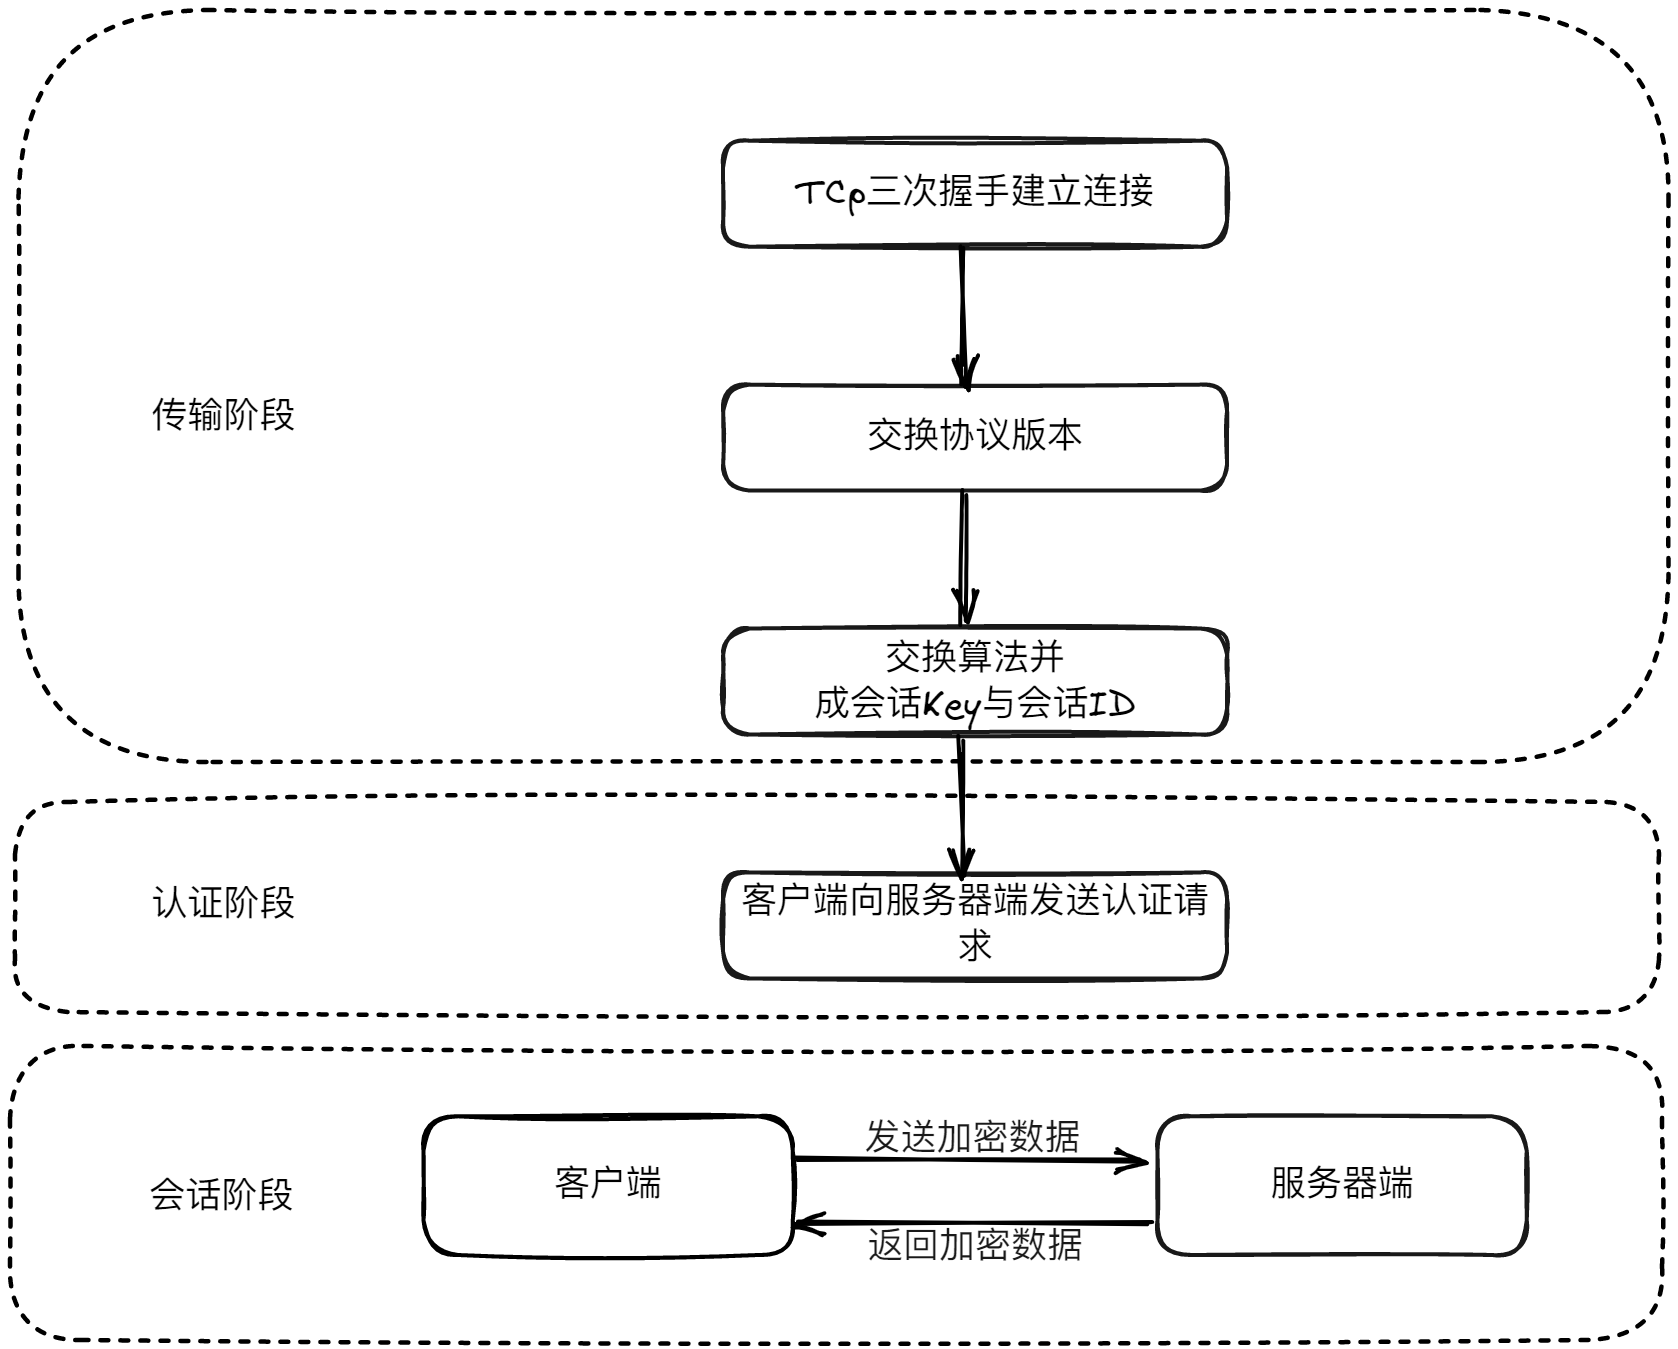 TCp三次握手建立连接
传输阶段
交换协议版本
交换算法并
成会话Key与会话ID
认证阶段
客户端向服务器端发送认证请
求
会话阶段
客户端
发送加密数据
返回加密数据
服务器端